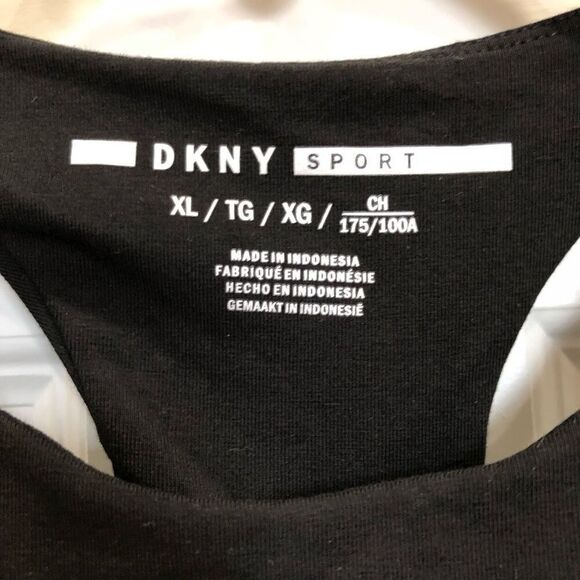 DKNY SPORT
XL / TG / XG / CH
175/100A
MADE IN INDONESIA
FABRIQUÉ EN INDONÉSIE
HECHO EN INDONESIA
GEMAAKT IN INDONESIË